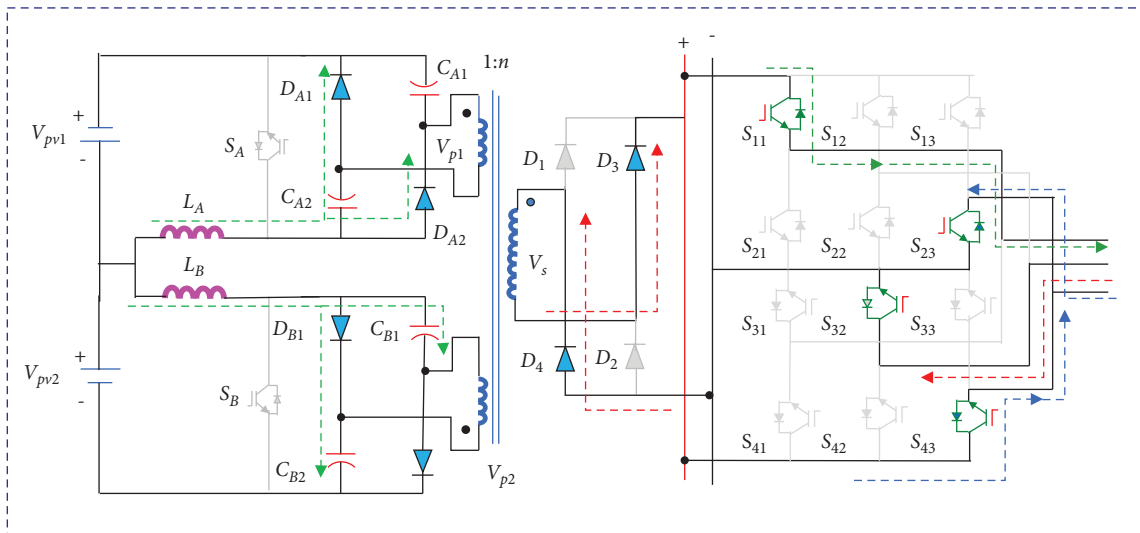 + -
C_A1
1:n
D_A1
+
V_pv1
-
S_A
V_p1
S_11 S_12 S_13
D_1 D_3
C_A2
L_A
D_A2
V_s
S_21 S_22 S_23
L_B
D_B1
C_B1
S_31 S_32 S_33
+
V_pv2
-
D_4 D_2
S_B
S_41 S_42 S_43
C_B2
V_p2